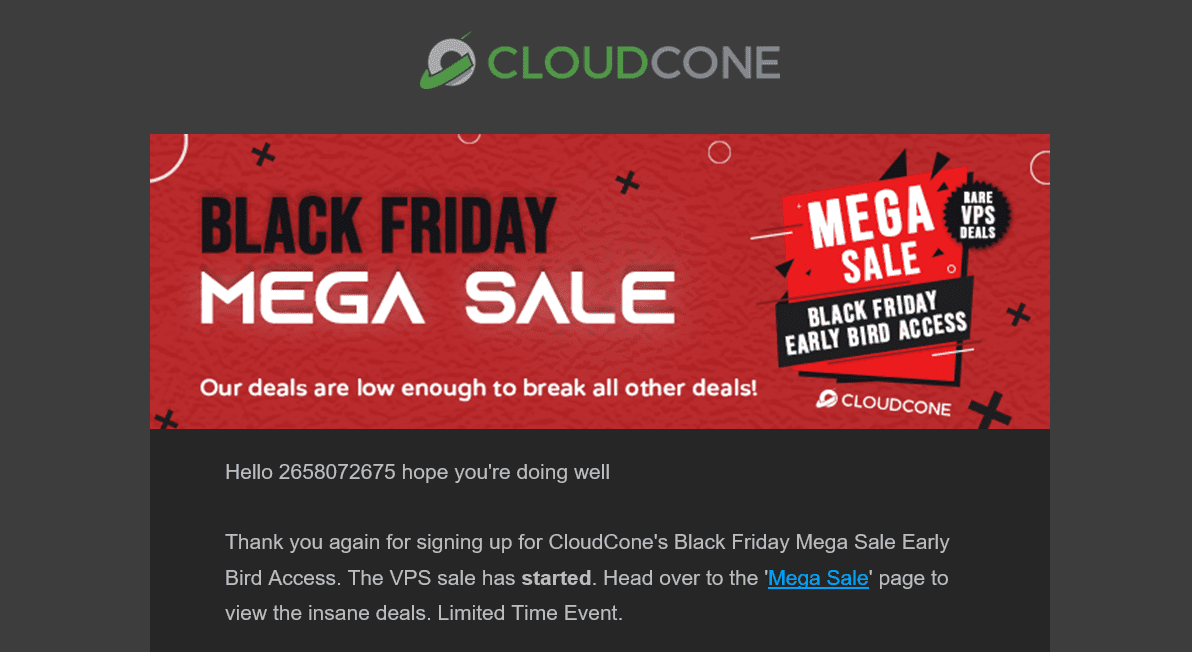 CLOUDCONE
BLACK FRIDAY
MEGA SALE
Our deals are low enough to break all other deals!
MEGA
SALE
RARE
VPS
DEALS
BLACK FRIDAY
EARLY BIRD ACCESS
CLOUDCONE
Hello 2658072675 hope you're doing well
Thank you again for signing up for CloudCone's Black Friday Mega Sale Early
Bird Access. The VPS sale has started. Head over to the 'Mega Sale' page to
view the insane deals. Limited Time Event.